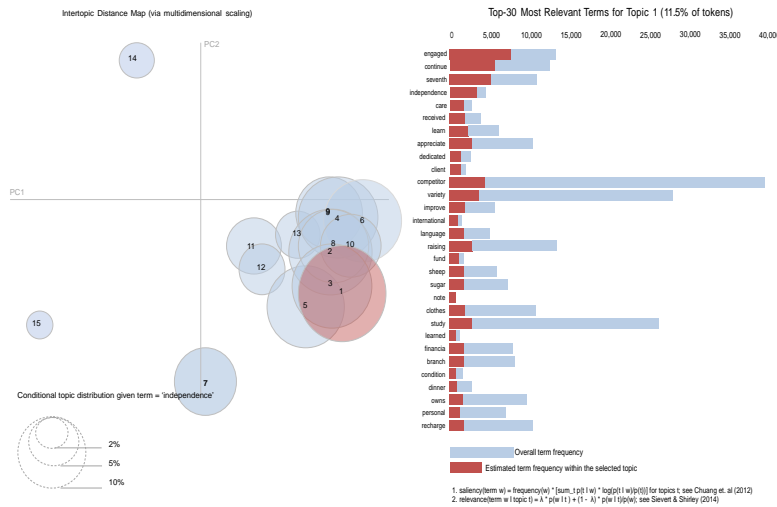 Intertopic Distance Map (via multidimensional scaling)
PC2
PC1
14
9
4
6
13
8
10
2
11
12
3
1
5
15
7
Conditional topic distribution given term = 'independence'
2%
5%
10%
Top-30 Most Relevant Terms for Topic 1 (11.5% of tokens)
0 5,000 10,000 15,000 20,000 25,000 30,000 35,000 40,00
engaged
continue
seventh
independence
care
received
learn
appreciate
dedicated
client
competitor
variety
improve
international
language
raising
fund
sheep
sugar
note
clothes
study
learned
financia
branch
condition
dinner
owns
personal
recharge
Overall term frequency
Estimated term frequency within the selected topic
1. saliency(term w) = frequency(w) * [sum_t p(t I w) * log(p(t I w)/p(t))] for topics t; see Chuang et. al (2012)
2. relevance(term w I topic t) = λ * p(w I t ) + (1 - λ) * p(w I t)/p(w); see Sievert & Shirley (2014)